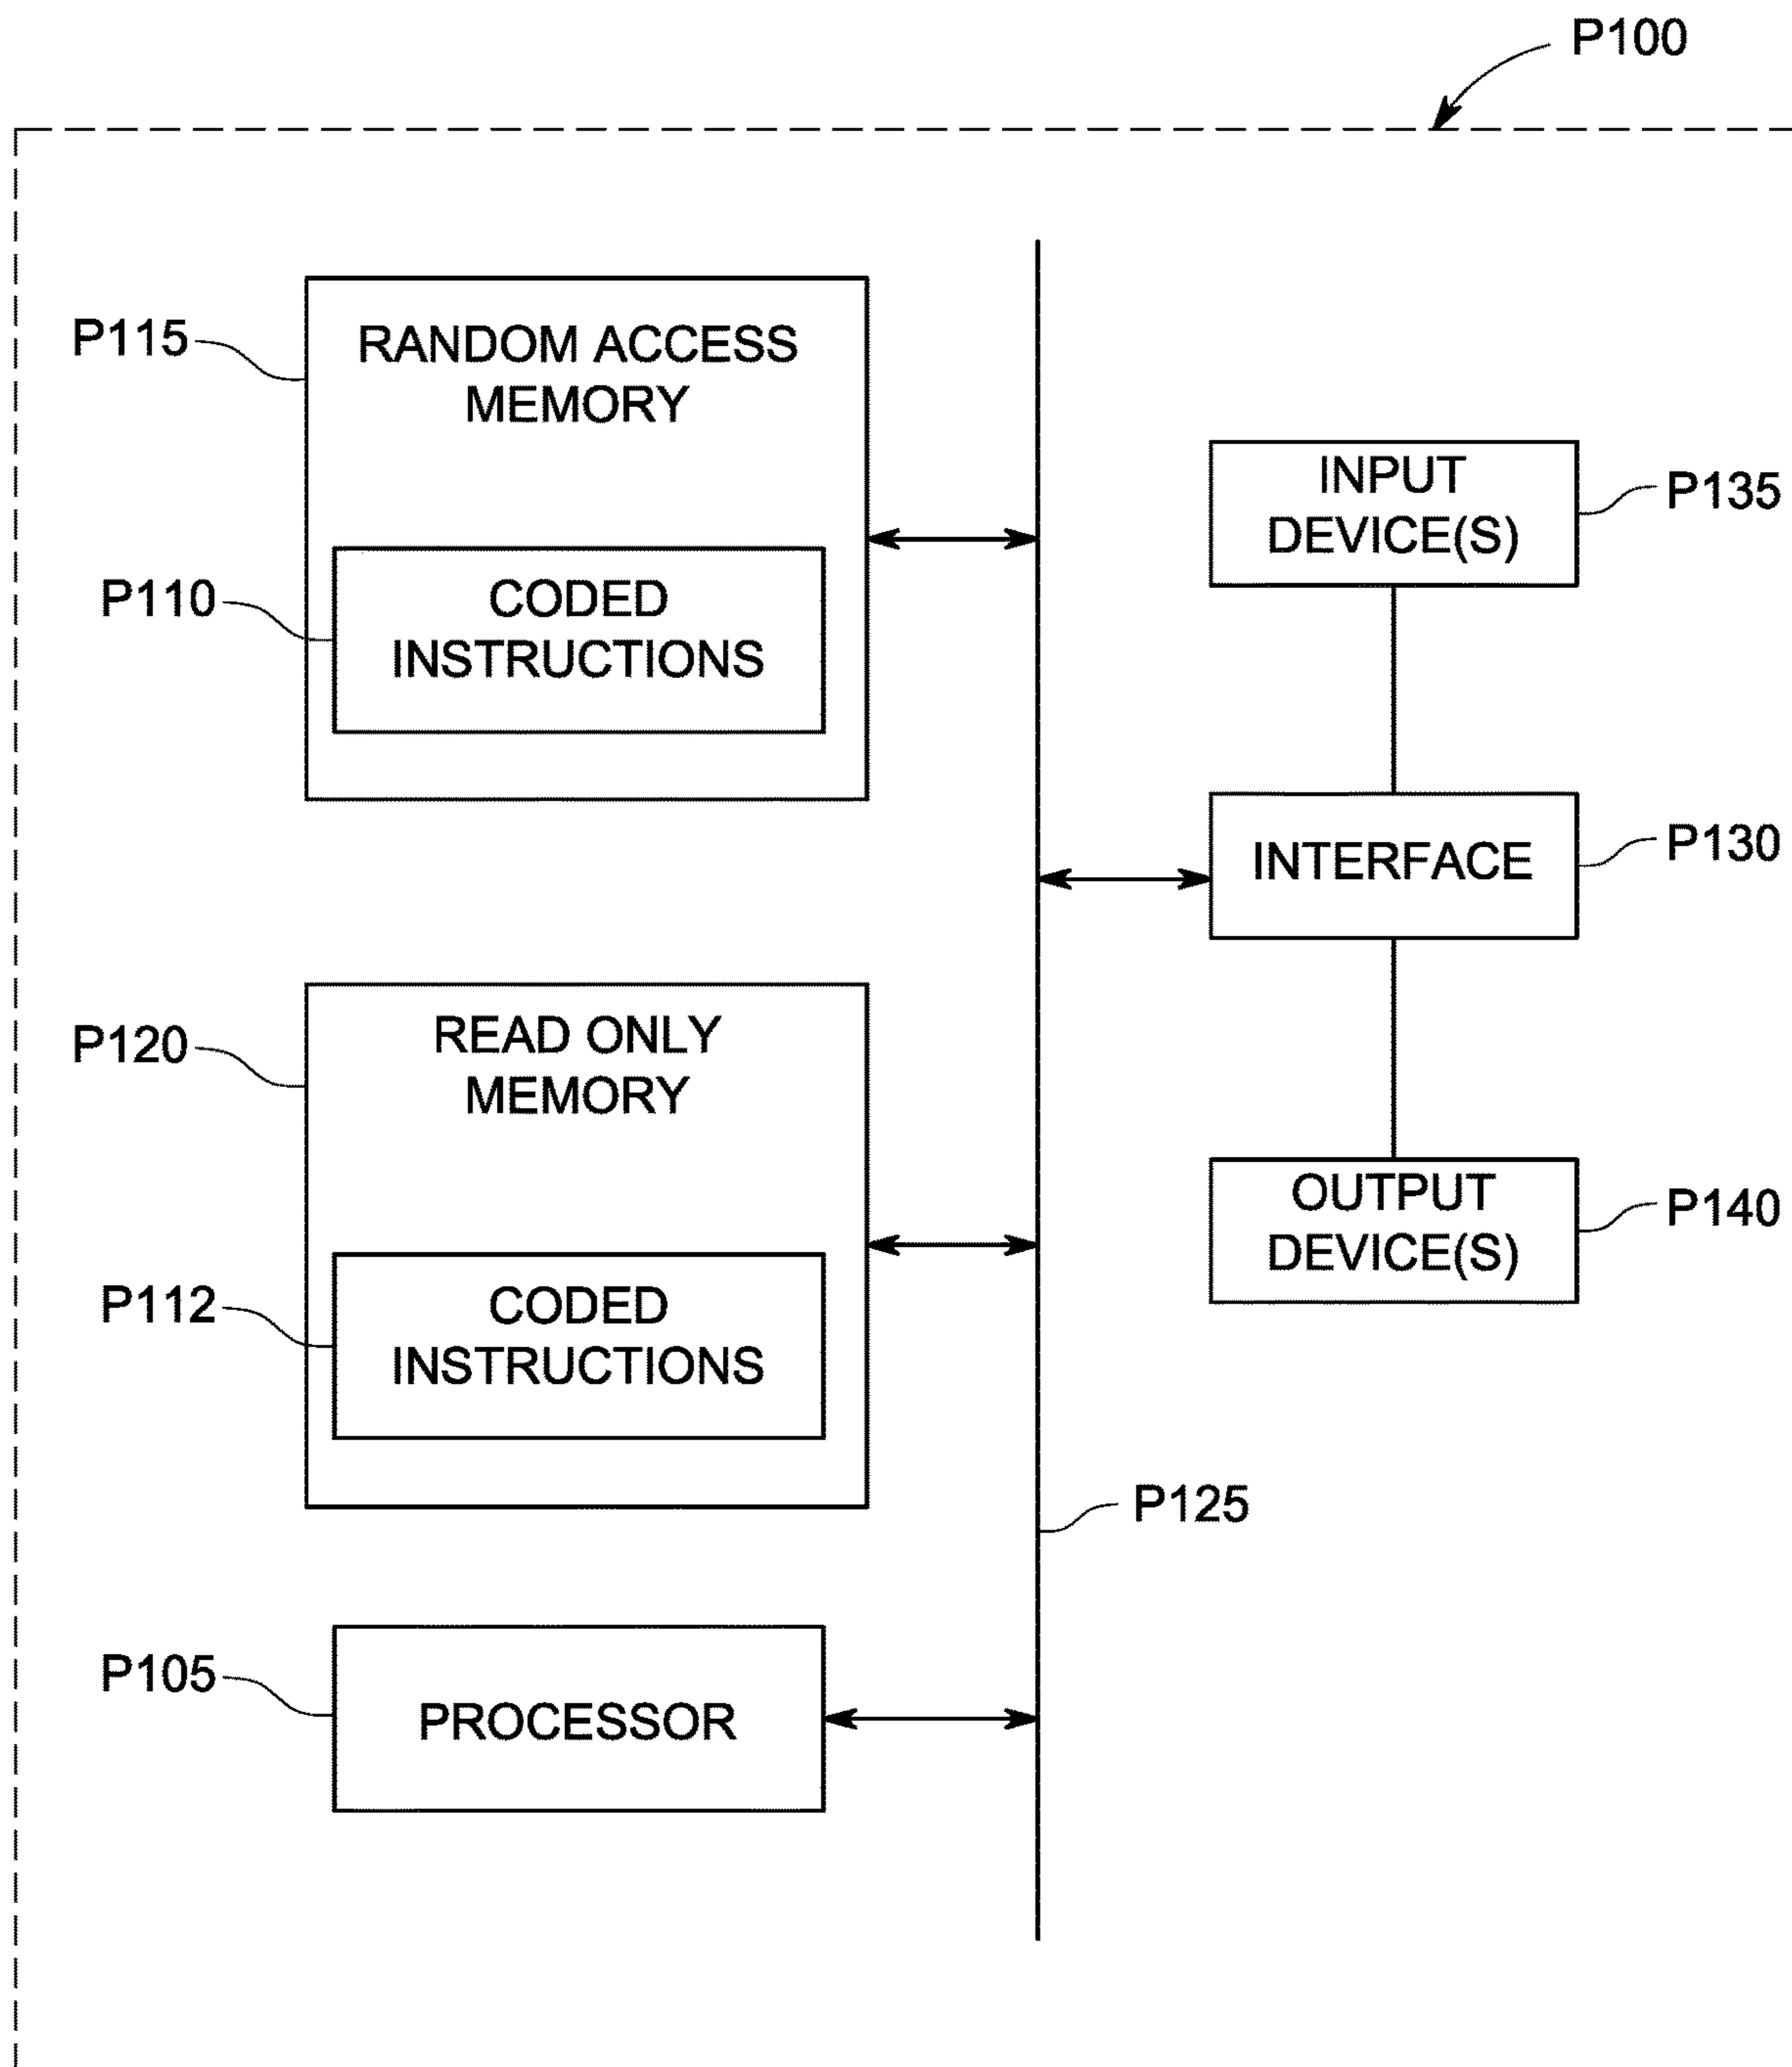 P100
P115
RANDOM ACCESS
MEMORY
P110
CODED
INSTRUCTIONS
INPUT
DEVICE(S)
P135
INTERFACE
P130
P120
READ ONLY
MEMORY
P112
CODED
INSTRUCTIONS
OUTPUT
DEVICE(S)
P140
P125
P105
PROCESSOR